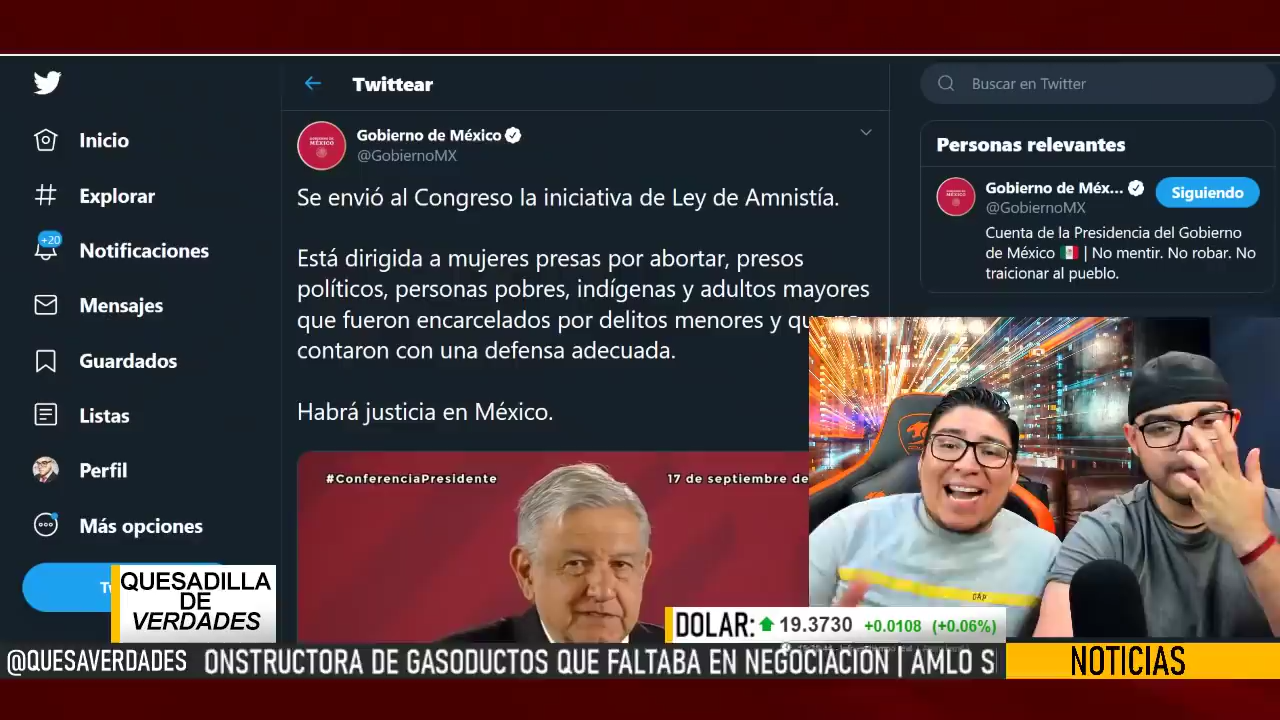 Twittear
Buscar en Twitter
Inicio
Explorar
+20
Notificaciones
Mensajes
Guardados
Listas
Perfil
Más opciones
Gobierno de México
@GobiernoMX
Se envió al Congreso la iniciativa de Ley de Amnistía.
Está dirigida a mujeres presas por abortar, presos
políticos, personas pobres, indígenas y adultos mayores
que fueron encarcelados por delitos menores y
contaron con una defensa adecuada.
Habrá justicia en México.
#ConferenciaPresidente
17 de septiembre de
Personas relevantes
Gobierno de Méx...
@GobiernoMX
Siguiendo
Cuenta de la Presidencia del Gobierno
de México | No mentir. No robar. No
traicionar al pueblo.
GAP
QUESADILLA
DE
VERDADES
DOLAR: 19.3730 +0.0108 (+0.06%)
@QUESAVERDADES
ONSTRUCTORA DE GASODUCTOS QUE FALTABA EN NEGOCIACIÓN | AMLO S
NOTICIAS